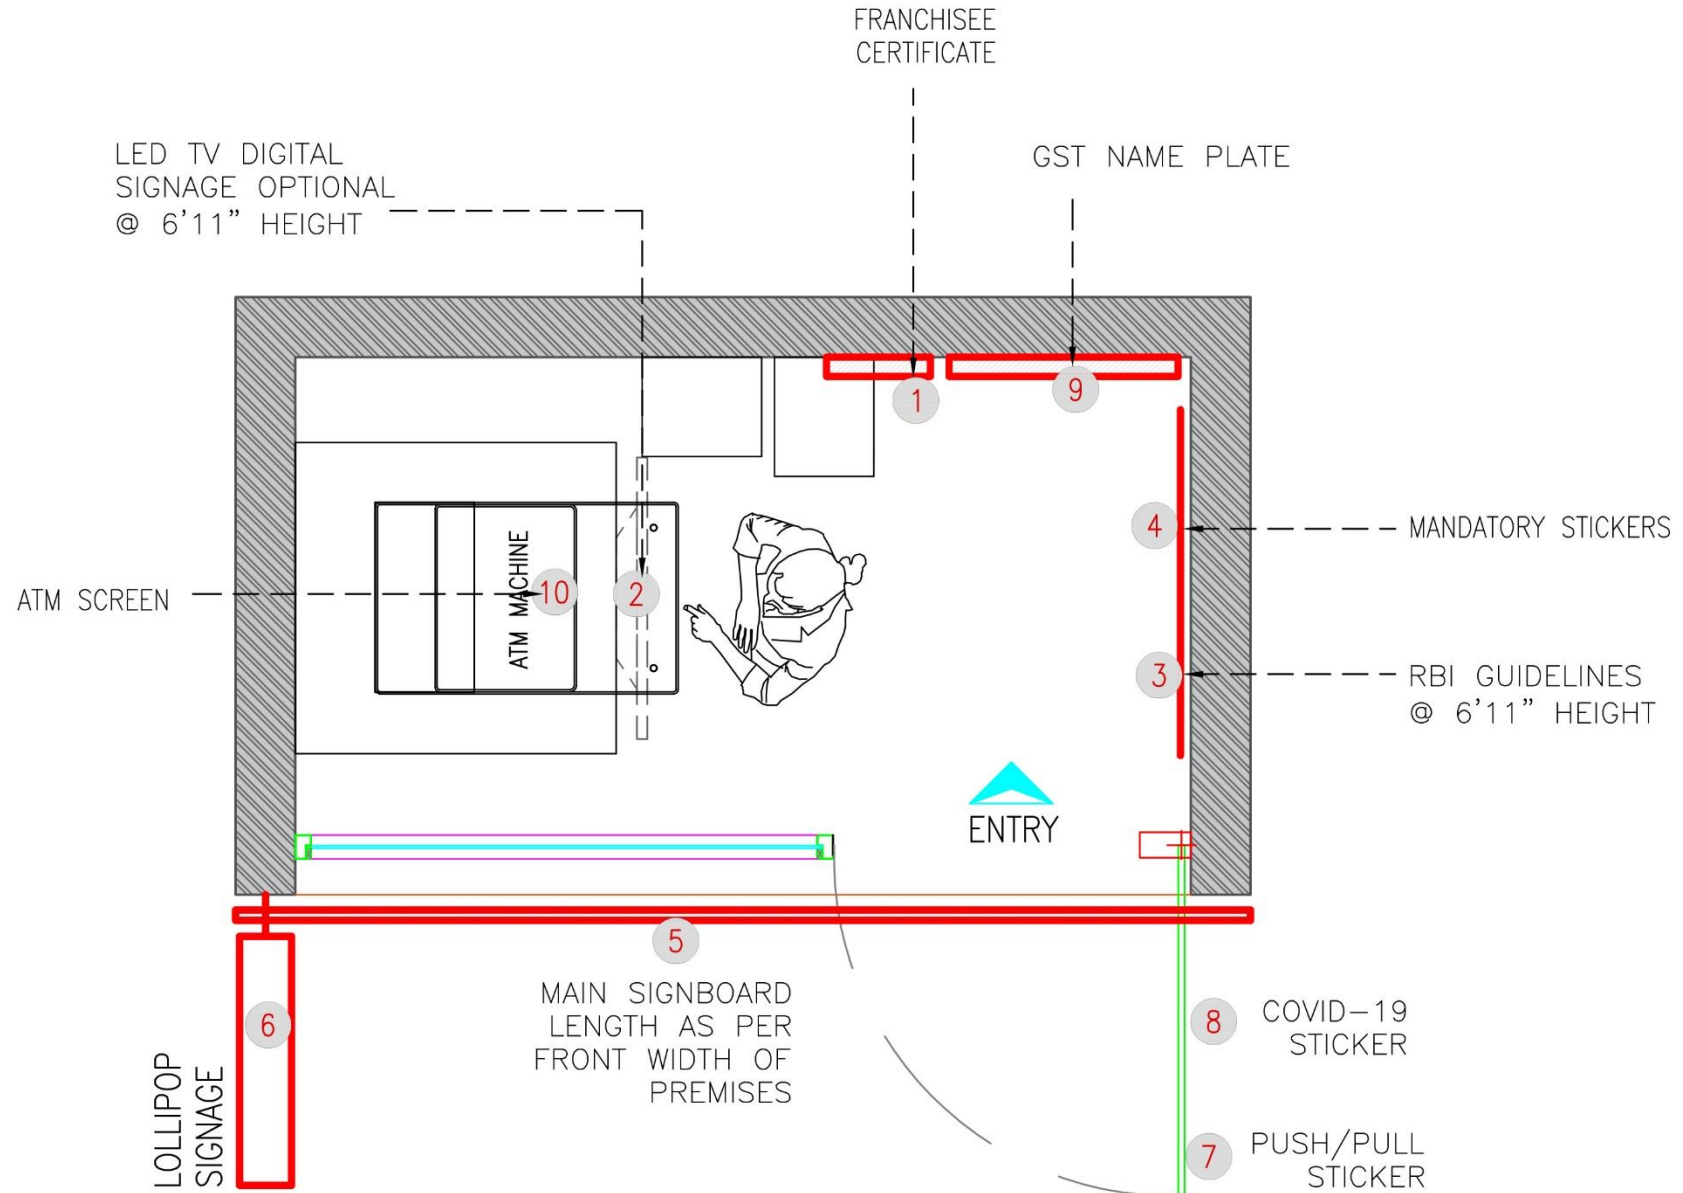 FRANCHISEE
CERTIFICATE
LED TV DIGITAL
SIGNAGE OPTIONAL
@ 6'11" HEIGHT
GST NAME PLATE
1
9
4
MANDATORY STICKERS
ATM SCREEN
ATM MACHINE
10
2
3
RBI GUIDELINES
@ 6'11" HEIGHT
ENTRY
5
MAIN SIGNBOARD
LENGTH AS PER
FRONT WIDTH OF
PREMISES
6
LOLLIPOP
SIGNAGE
8
COVID-19
STICKER
7
PUSH/PULL
STICKER